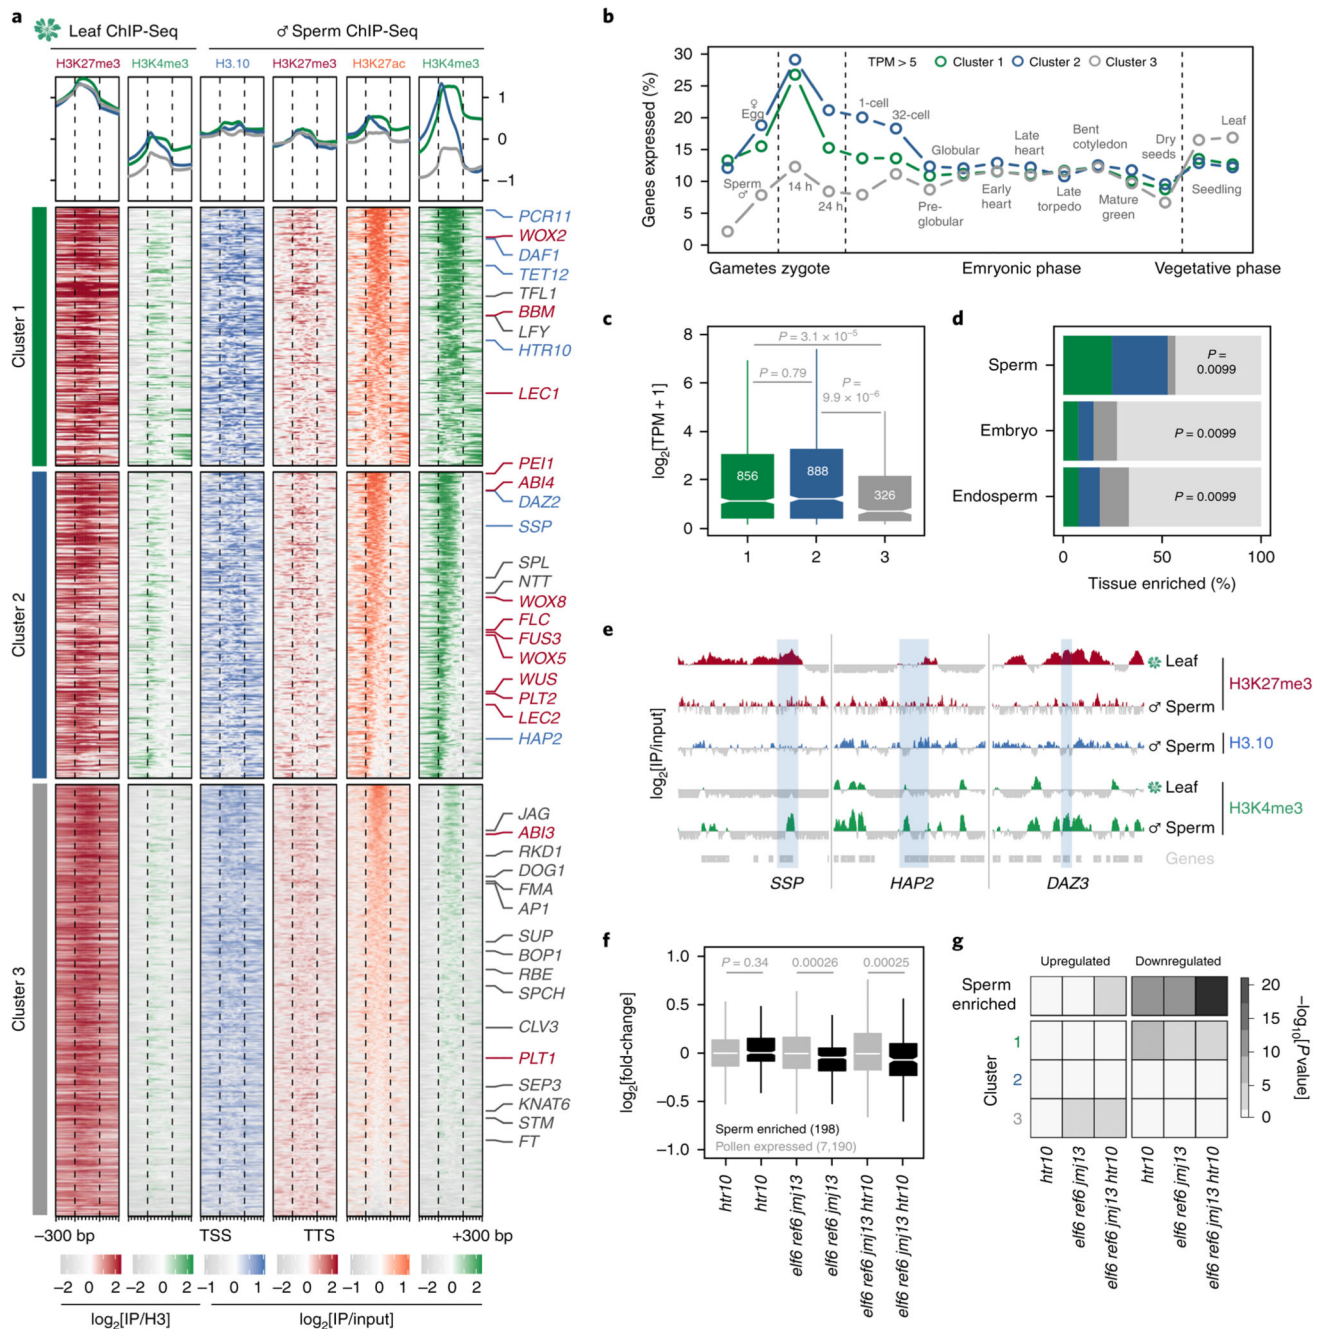 a
Leaf ChIP-Seq
♂ Sperm ChIP-Seq
H3K27me3 H3K4me3 H3.10 H3K27me3 H3K27ac H3K4me3
1
0
−1
Cluster 1
PCR11
WOX2
DAF1
TET12
TFL1
BBM
LFY
HTR10
LEC1
Cluster 2
PEI1
ABI4
DAZ2
SSP
SPL
NTT
WOX8
FLC
FUS3
WOX5
WUS
PLT2
LEC2
HAP2
Cluster 3
JAG
ABI3
RKD1
DOG1
FMA
AP1
SUP
BOP1
RBE
SPCH
CLV3
PLT1
SEP3
KNAT6
STM
FT
−300 bp TSS TTS +300 bp
−2 0 2 −2 0 2 −1 0 1 −2 0 2 −1 0 1 −2 0 2
log2[IP/H3] log2[IP/input]
b
Genes expressed (%)
30
25
20
15
10
5
0
TPM > 5 Cluster 1 Cluster 2 Cluster 3
♀
Egg
Sperm
♂
14 h
24 h
1-cell
32-cell
Pre-
globular
Globular
Early
heart
Late
heart
Late
torpedo
Bent
cotyledon
Mature
green
Dry
seeds
Seedling
Leaf
Gametes zygote Emryonic phase Vegetative phase
c
log2[TPM + 1]
8
6
4
2
0
P = 3.1 × 10−5
P = 0.79
P =
9.9 × 10−6
856
888
326
1 2 3
d
Sperm
Embryo
Endosperm
P =
0.0099
P = 0.0099
P = 0.0099
0 50 100
Tissue enriched (%)
e
log2[IP/input]
Leaf
♂ Sperm
H3K27me3
♂ Sperm
H3.10
Leaf
♂ Sperm
H3K4me3
Genes
SSP HAP2 DAZ3
f
log2[fold-change]
1.0
0.5
0
−0.5
−1.0
P = 0.34 0.00026 0.00025
Sperm enriched (198)
Pollen expressed (7,190)
htr10
htr10
elf6 ref6 jmj13
elf6 ref6 jmj13
elf6 ref6 jmj13 htr10
elf6 ref6 jmj13 htr10
g
Upregulated Downregulated
Sperm
enriched
Cluster
1
2
3
20
15
10
5
0
−log10[P value]
htr10
elf6 ref6 jmj13
elf6 ref6 jmj13 htr10
htr10
elf6 ref6 jmj13
elf6 ref6 jmj13 htr10